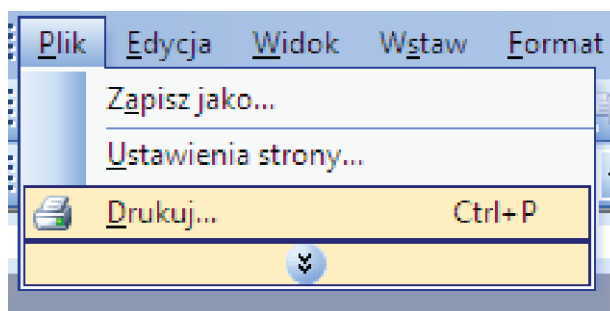 Plik Edycja Widok Wstaw Format
Zapisz jako...
Ustawienia strony...
Drukuj... Ctrl+P